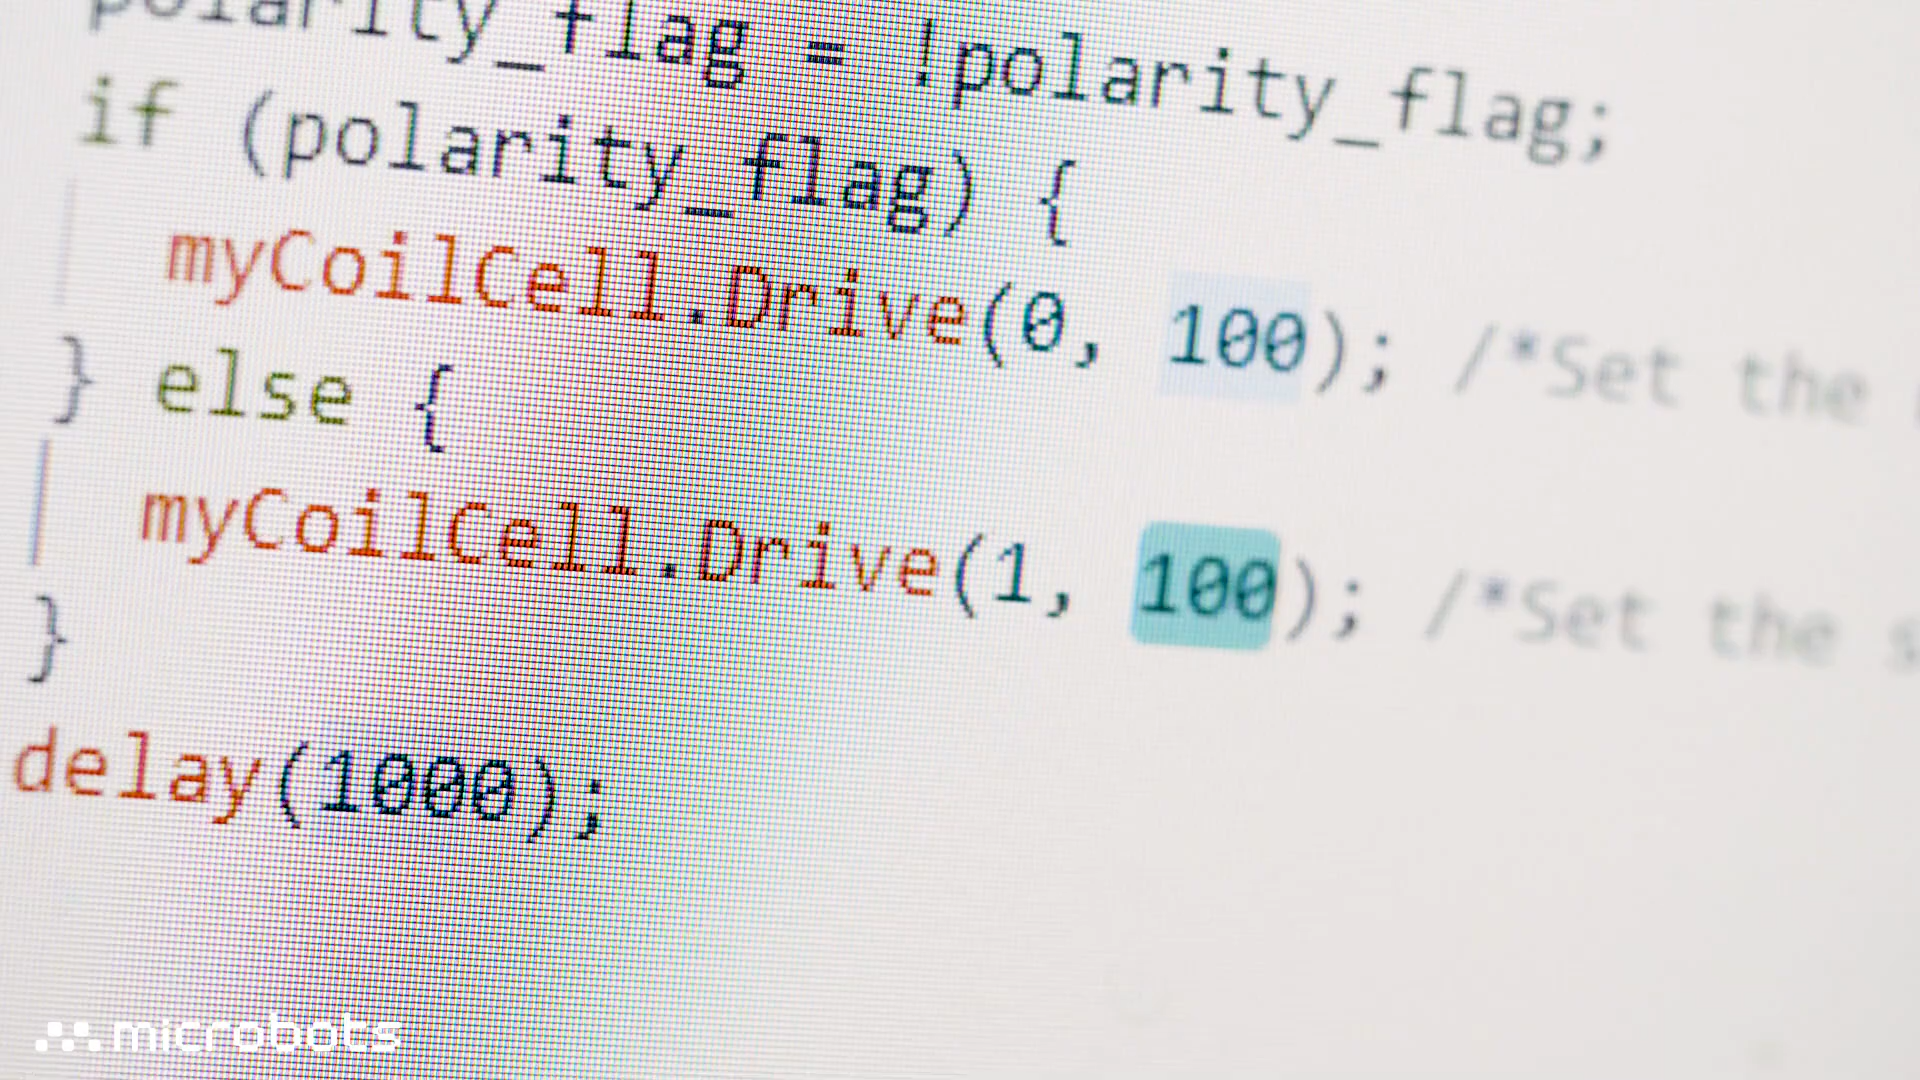 polarity_flag = !polarity_flag;
if (polarity_flag) {
myCoilCell.Drive(0, 100); /*Set the
} else {
myCoilCell.Drive(1, 100); /*Set the
}
delay(1000);
microbots